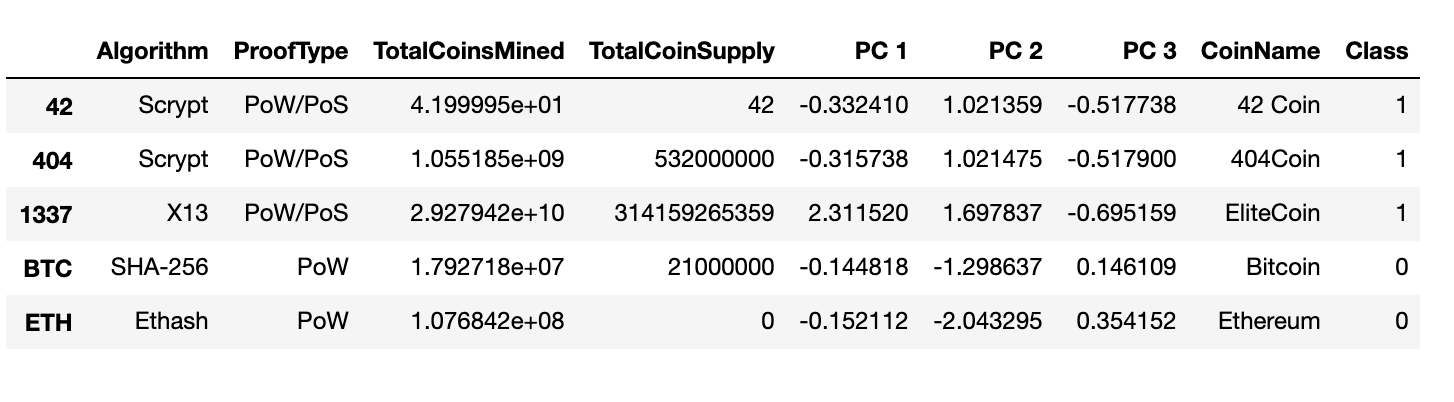 Algorithm ProofType TotalCoinsMined TotalCoinSupply PC 1 PC 2 PC 3 CoinName Class
42 Scrypt PoW/PoS 4.199995e+01 42 -0.332410 1.021359 -0.517738 42 Coin 1
404 Scrypt PoW/PoS 1.055185e+09 532000000 -0.315738 1.021475 -0.517900 404Coin 1
1337 X13 PoW/PoS 2.927942e+10 314159265359 2.311520 1.697837 -0.695159 EliteCoin 1
BTC SHA-256 PoW 1.792718e+07 21000000 -0.144818 -1.298637 0.146109 Bitcoin 0
ETH Ethash PoW 1.076842e+08 0 -0.152112 -2.043295 0.354152 Ethereum 0